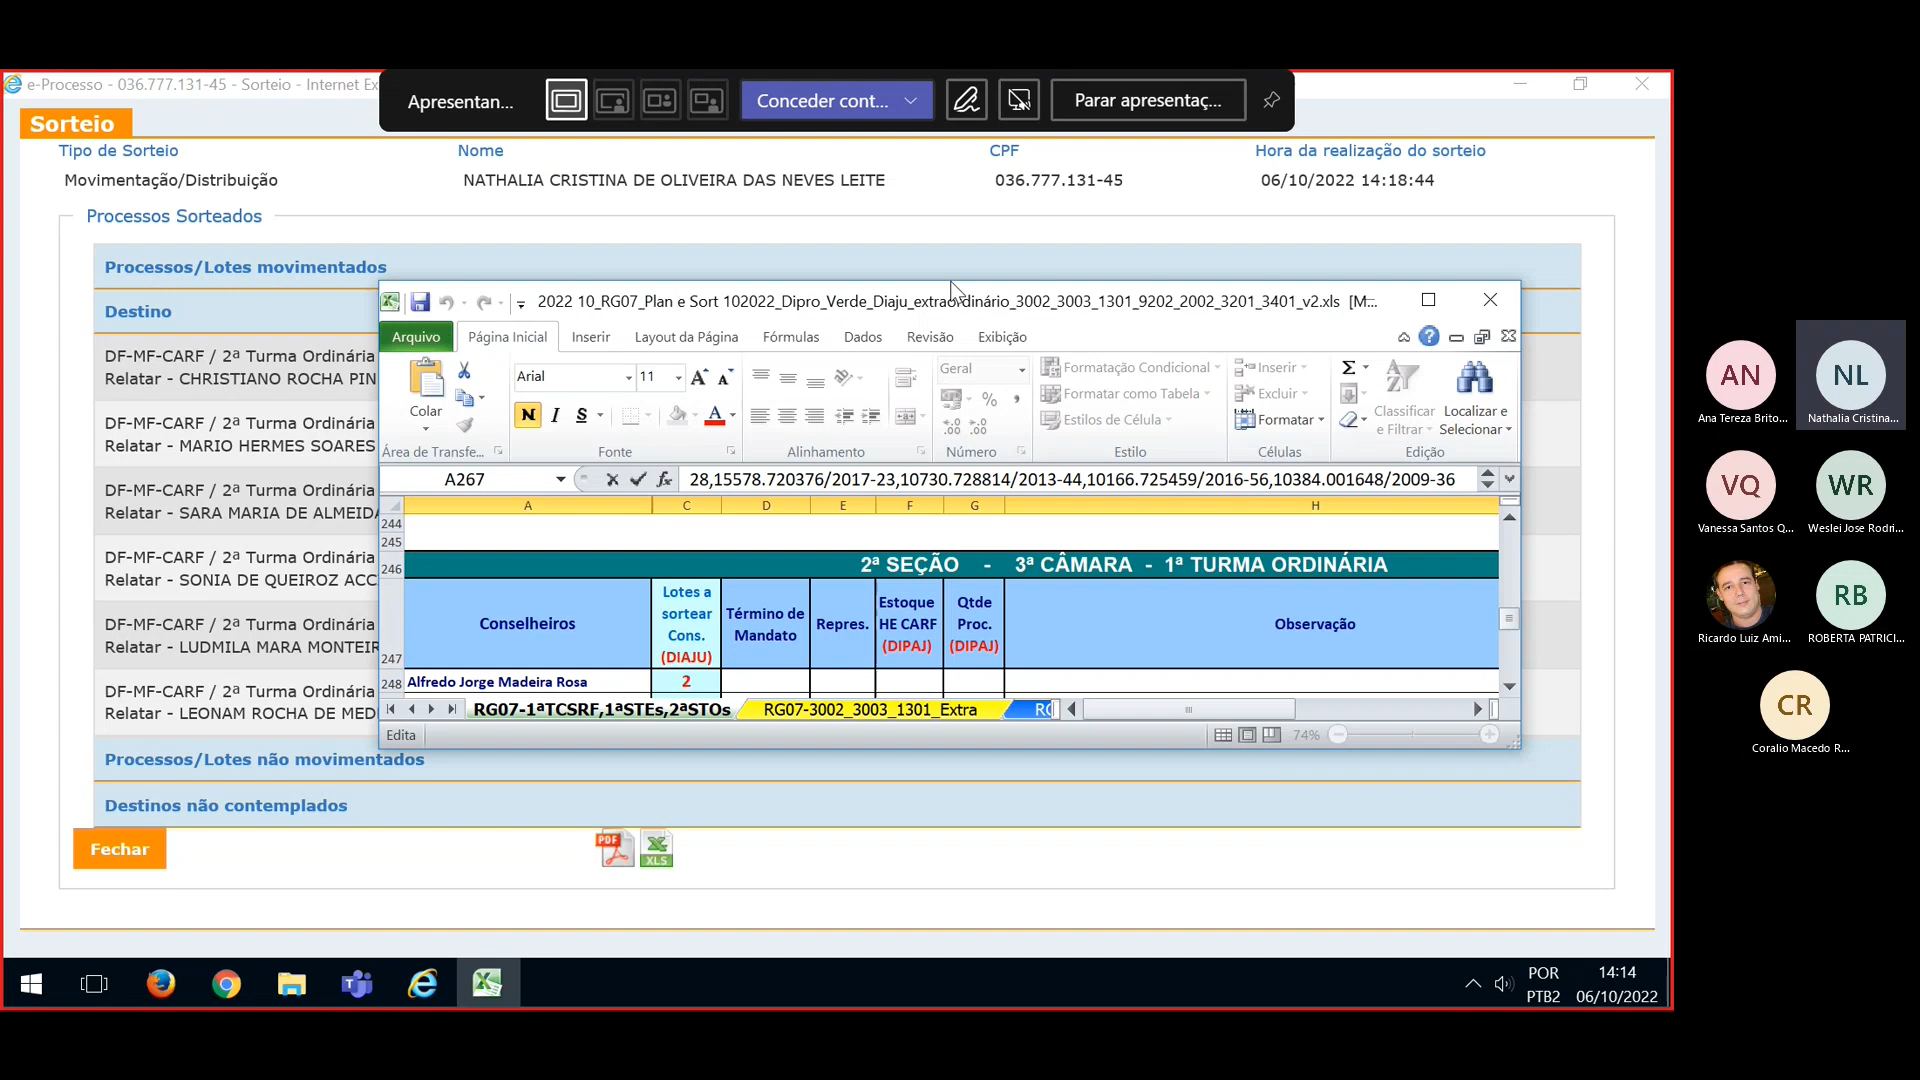 e-Processo - 036.777.131-45 - Sorteio - Internet Ex
Apresentan...
Conceder cont...
Parar apresentaç...
Sorteio
Tipo de Sorteio
Nome
CPF
Hora da realização do sorteio
Movimentação/Distribuição
NATHALIA CRISTINA DE OLIVEIRA DAS NEVES LEITE
036.777.131-45
06/10/2022 14:18:44
Processos Sorteados
Processos/Lotes movimentados
Destino
DF-MF-CARF / 2ª Turma Ordinária
Relatar - CHRISTIANO ROCHA PIN
DF-MF-CARF / 2ª Turma Ordinária
Relatar - MARIO HERMES SOARES
DF-MF-CARF / 2ª Turma Ordinária
Relatar - SARA MARIA DE ALMEIDA
DF-MF-CARF / 2ª Turma Ordinária
Relatar - SONIA DE QUEIROZ ACC
DF-MF-CARF / 2ª Turma Ordinária
Relatar - LUDMILA MARA MONTEIR
DF-MF-CARF / 2ª Turma Ordinária
Relatar - LEONAM ROCHA DE MED
Processos/Lotes não movimentados
Destinos não contemplados
Fechar
PDF
XLS
2022 10_RG07_Plan e Sort 102022_Dipro_Verde_Diaju_extraordinário_3002_3003_1301_9202_2002_3201_3401_v2.xls [M...
Arquivo
Página Inicial
Inserir
Layout da Página
Fórmulas
Dados
Revisão
Exibição
Colar
Arial
11
N I S
A
Geral
%
Formatação Condicional
Formatar como Tabela
Estilos de Célula
Inserir
Excluir
Formatar
Σ
Classificar
e Filtrar
Localizar e
Selecionar
Área de Transfe...
Fonte
Alinhamento
Número
Estilo
Células
Edição
A267
fx
28,15578.720376/2017-23,10730.728814/2013-44,10166.725459/2016-56,10384.001648/2009-36
A C D E F G H
244
245
246
2ª SEÇÃO - 3ª CÂMARA - 1ª TURMA ORDINÁRIA
247
Conselheiros
Lotes a
sortear
Cons.
(DIAJU)
Término de
Mandato
Repres.
Estoque
HE CARF
(DIPAJ)
Qtde
Proc.
(DIPAJ)
Observação
248
Alfredo Jorge Madeira Rosa
2
RG07-1ªTCSRF,1ªSTEs,2ªSTOs
RG07-3002_3003_1301_Extra
Edita
74%
POR
PTB2
14:14
06/10/2022
AN
Ana Tereza Brito...
NL
Nathalia Cristina...
VQ
Vanessa Santos Q...
WR
Weslei Jose Rodri...
Ricardo Luiz Ami...
RB
ROBERTA PATRICI...
CR
Coralio Macedo R...